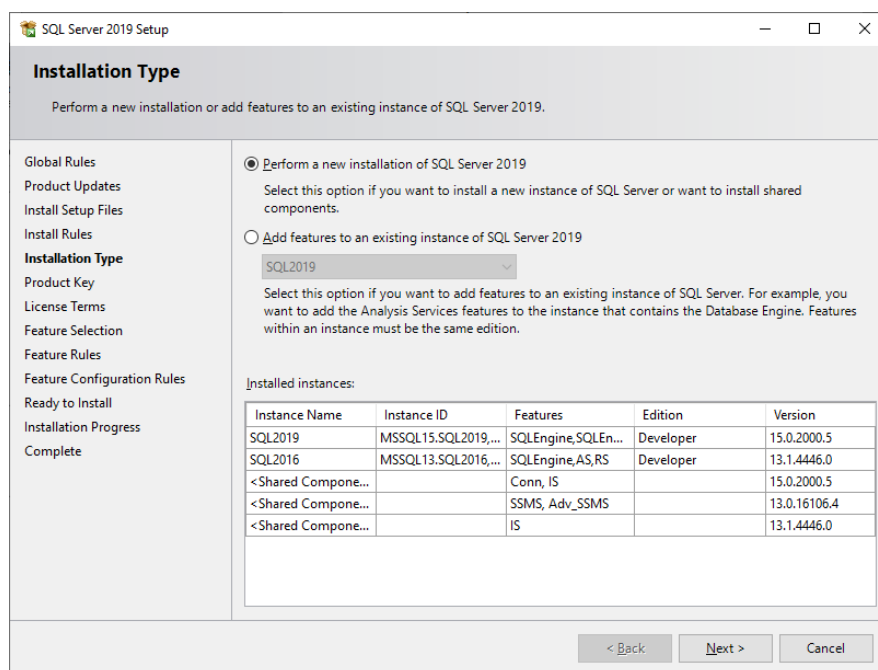 SQL Server 2019 Setup
Installation Type
Perform a new installation or add features to an existing instance of SQL Server 2019.
Global Rules
Product Updates
Install Setup Files
Install Rules
Installation Type
Product Key
License Terms
Feature Selection
Feature Rules
Feature Configuration Rules
Ready to Install
Installation Progress
Complete
Perform a new installation of SQL Server 2019
Select this option if you want to install a new instance of SQL Server or want to install shared
components.
Add features to an existing instance of SQL Server 2019
SQL2019
Select this option if you want to add features to an existing instance of SQL Server. For example, you
want to add the Analysis Services features to the instance that contains the Database Engine. Features
within an instance must be the same edition.
Installed instances:
Instance Name Instance ID Features Edition Version
SQL2019 MSSQL15.SQL2019,... SQLEngine,SQLEn... Developer 15.0.2000.5
SQL2016 MSSQL13.SQL2016,... SQLEngine,AS,RS Developer 13.1.4446.0
<Shared Compone... Conn, IS 15.0.2000.5
<Shared Compone... SSMS, Adv_SSMS 13.0.16106.4
<Shared Compone... IS 13.1.4446.0
< Back Next > Cancel